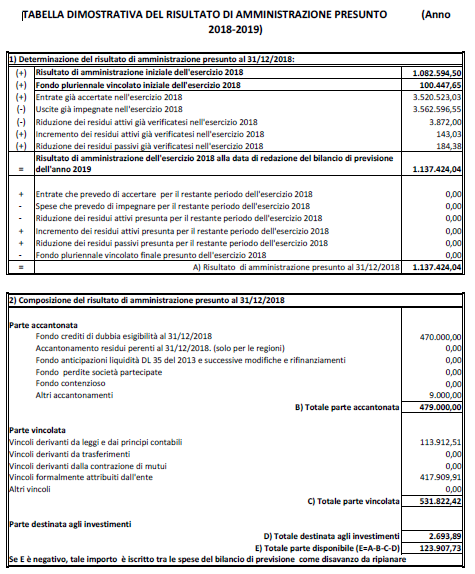 TABELLA DIMOSTRATIVA DEL RISULTATO DI AMMINISTRAZIONE PRESUNTO (Anno
2018-2019)
1) Determinazione del risultato di amministrazione presunto al 31/12/2018:
(+) Risultato di amministrazione iniziale dell'esercizio 2018 1.082.594,50
(+) Fondo pluriennale vincolato iniziale dell'esercizio 2018 100.447,65
(+) Entrate già accertate nell'esercizio 2018 3.520.523,03
(-) Uscite già impegnate nell'esercizio 2018 3.562.596,55
(-) Riduzione dei residui attivi già verificatesi nell'esercizio 2018 3.872,00
(+) Incremento dei residui attivi già verificatesi nell'esercizio 2018 143,03
(+) Riduzione dei residui passivi già verificatesi nell'esercizio 2018 184,38
Risultato di amministrazione dell'esercizio 2018 alla data di redazione del bilancio di previsione
= dell'anno 2019 1.137.424,04
+ Entrate che prevedo di accertare per il restante periodo dell'esercizio 2018 0,00
- Spese che prevedo di impegnare per il restante periodo dell'esercizio 2018 0,00
- Riduzione dei residui attivi presunta per il restante periodo dell'esercizio 2018 0,00
+ Incremento dei residui attivi presunta per il restante periodo dell'esercizio 2018 0,00
+ Riduzione dei residui passivi presunta per il restante periodo dell'esercizio 2018 0,00
- Fondo pluriennale vincolato finale presunto dell'esercizio 2018 0,00
= A) Risultato di amministrazione presunto al 31/12/2018 1.137.424,04
2) Composizione del risultato di amministrazione presunto al 31/12/2018
Parte accantonata
Fondo crediti di dubbia esigibilità al 31/12/2018 470.000,00
Accantonamento residui perenti al 31/12/2018. (solo per le regioni) 0,00
Fondo anticipazioni liquidità DL 35 del 2013 e successive modifiche e rifinanziamenti 0,00
Fondo perdite società partecipate 0,00
Fondo contenzioso 0,00
Altri accantonamenti 9.000,00
B) Totale parte accantonata 479.000,00
Parte vincolata
Vincoli derivanti da leggi e dai principi contabili 113.912,51
Vincoli derivanti da trasferimenti 0,00
Vincoli derivanti dalla contrazione di mutui 0,00
Vincoli formalmente attribuiti dall'ente 417.909,91
Altri vincoli 0,00
C) Totale parte vincolata 531.822,42
Parte destinata agli investimenti
D) Totale destinata agli investimenti 2.693,89
E) Totale parte disponibile (E=A-B-C-D) 123.907,73
Se E è negativo, tale importo è iscritto tra le spese del bilancio di previsione come disavanzo da ripianare